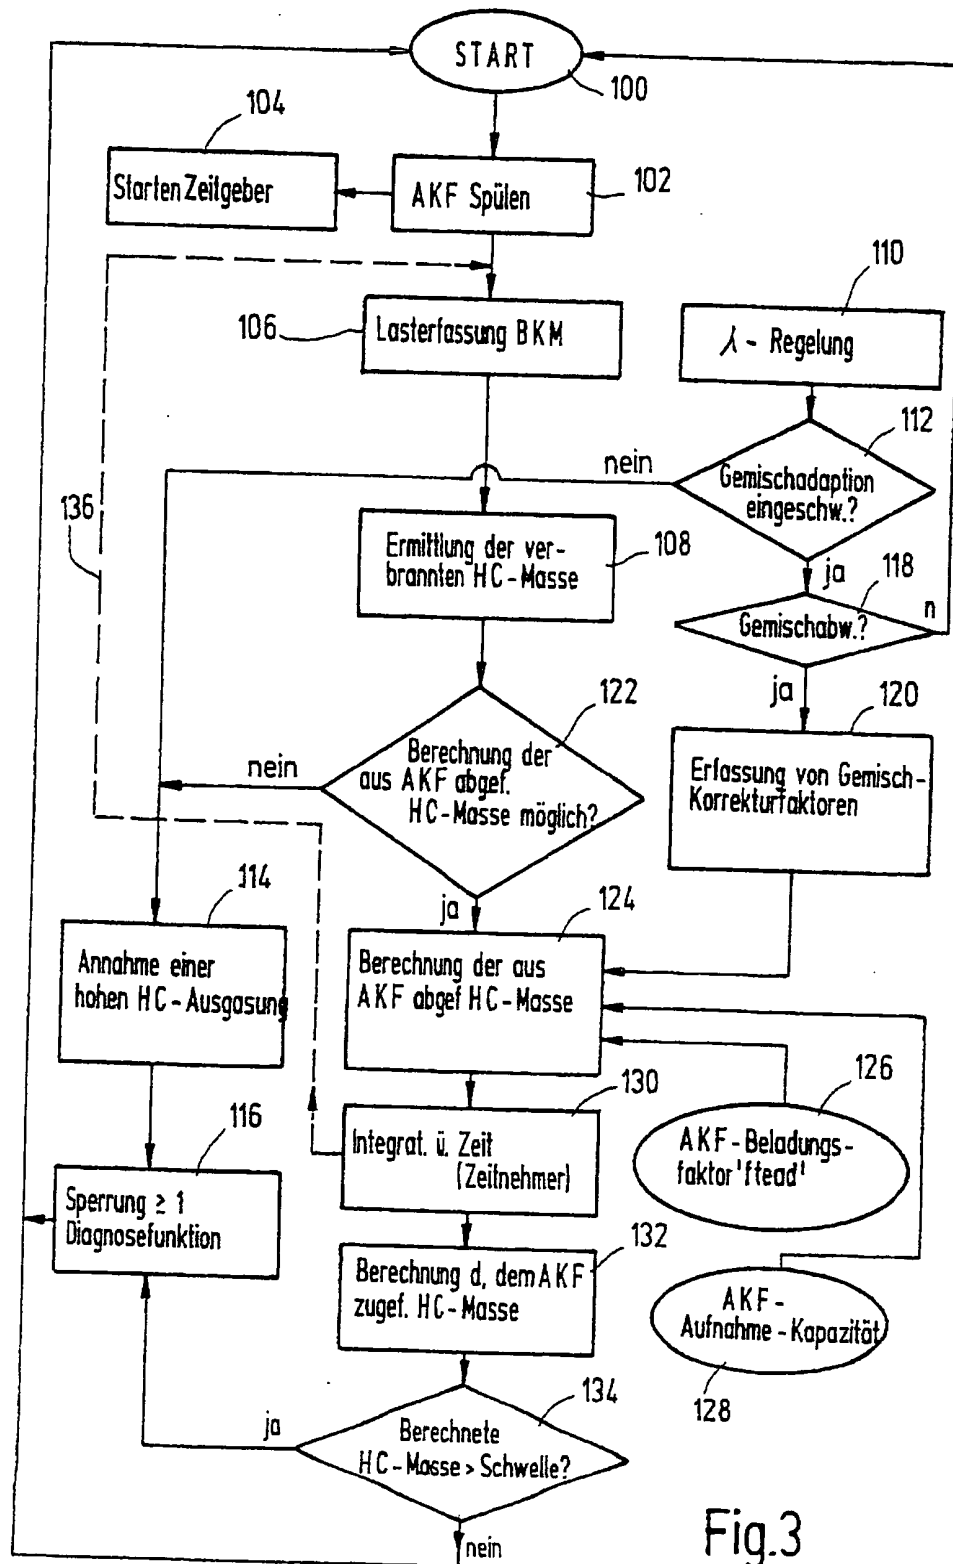 START
100
104
Starten Zeitgeber
AKF Spülen
102
110
106
Lasterfassung BKM
λ - Regelung
112
nein
Gemischadaption
eingeschw.?
136
Ermittlung der ver-
brannten HC-Masse
108
ja
118
n
Gemischabw.?
ja
120
122
Berechnung der
aus AKF abgef.
HC-Masse möglich?
nein
Erfassung von Gemisch-
Korrekturfaktoren
114
ja
124
Annahme einer
hohen HC-Ausgasung
Berechnung der aus
AKF abgef HC-Masse
126
130
116
Integrat. ü. Zeit
(Zeitnehmer)
AKF-Beladungs-
faktor 'ftead'
Sperrung ≥ 1
Diagnosefunktion
132
Berechnung d, dem AKF
zugef. HC-Masse
AKF-
Aufnahme-Kapazität
128
134
ja
Berechnete
HC-Masse > Schwelle?
nein
Fig.3